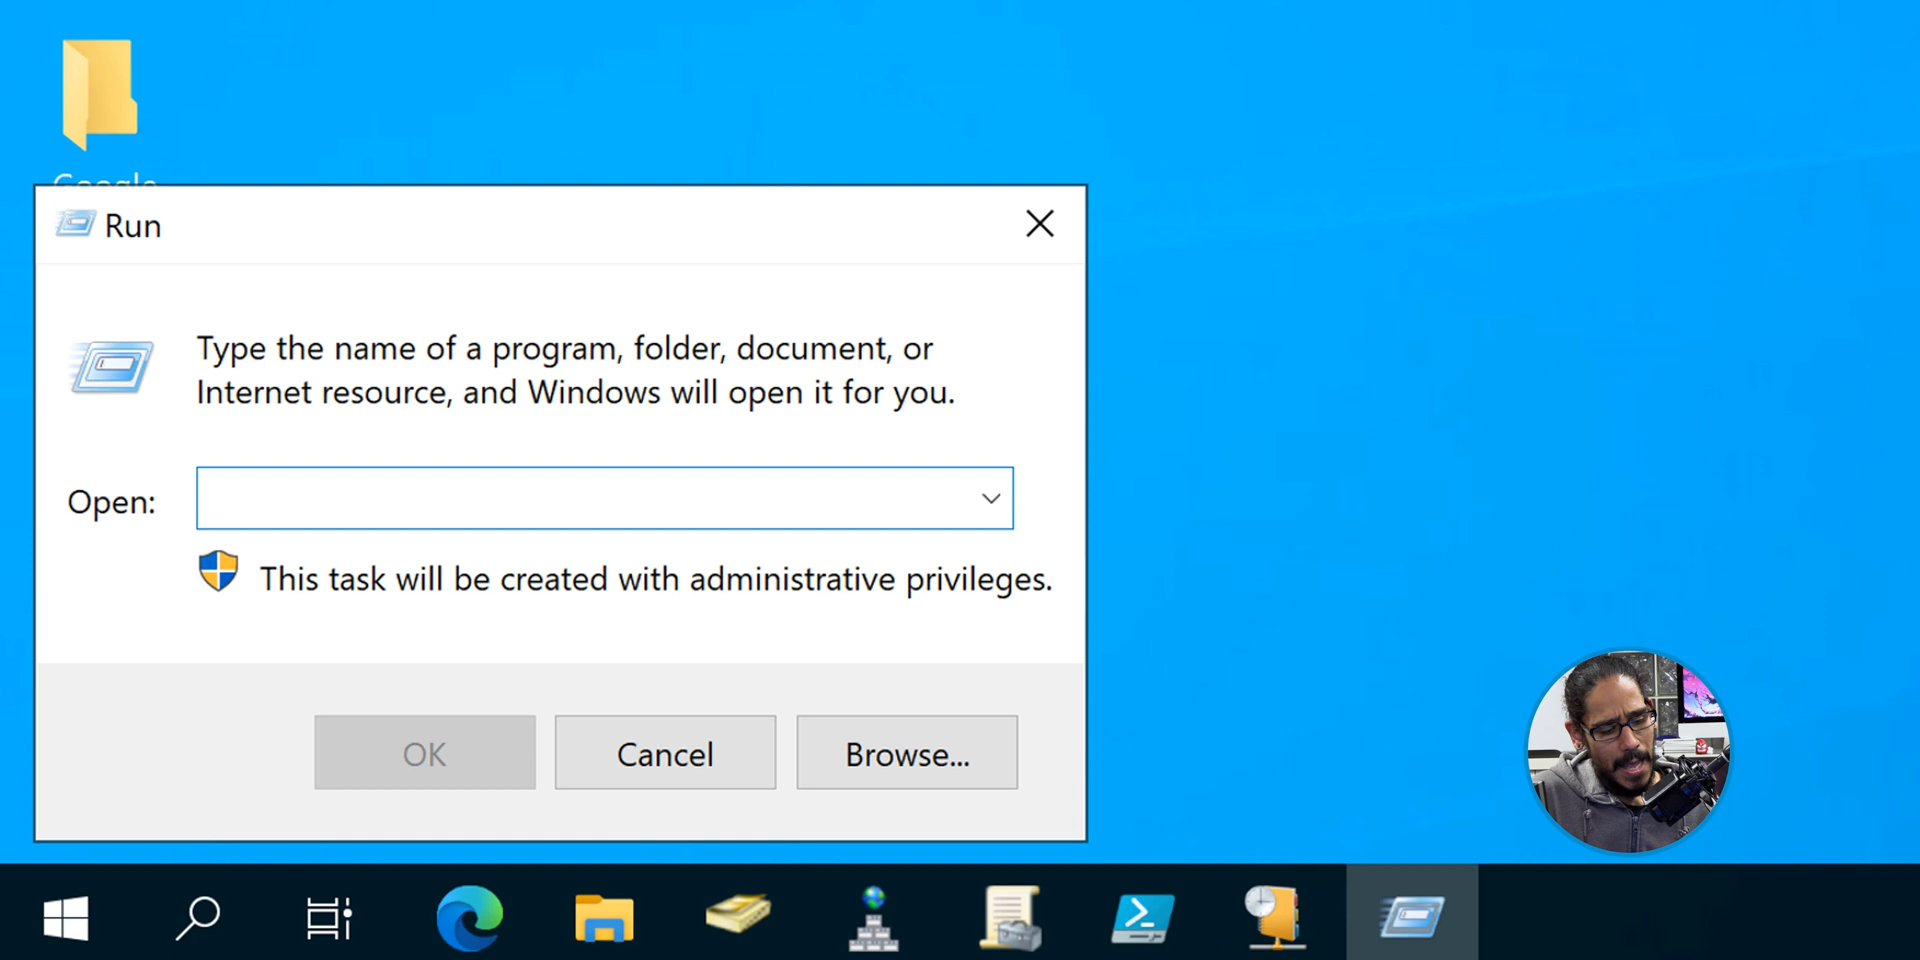 Google
Run
Type the name of a program, folder, document, or
Internet resource, and Windows will open it for you.
Open:
This task will be created with administrative privileges.
OK
Cancel
Browse...